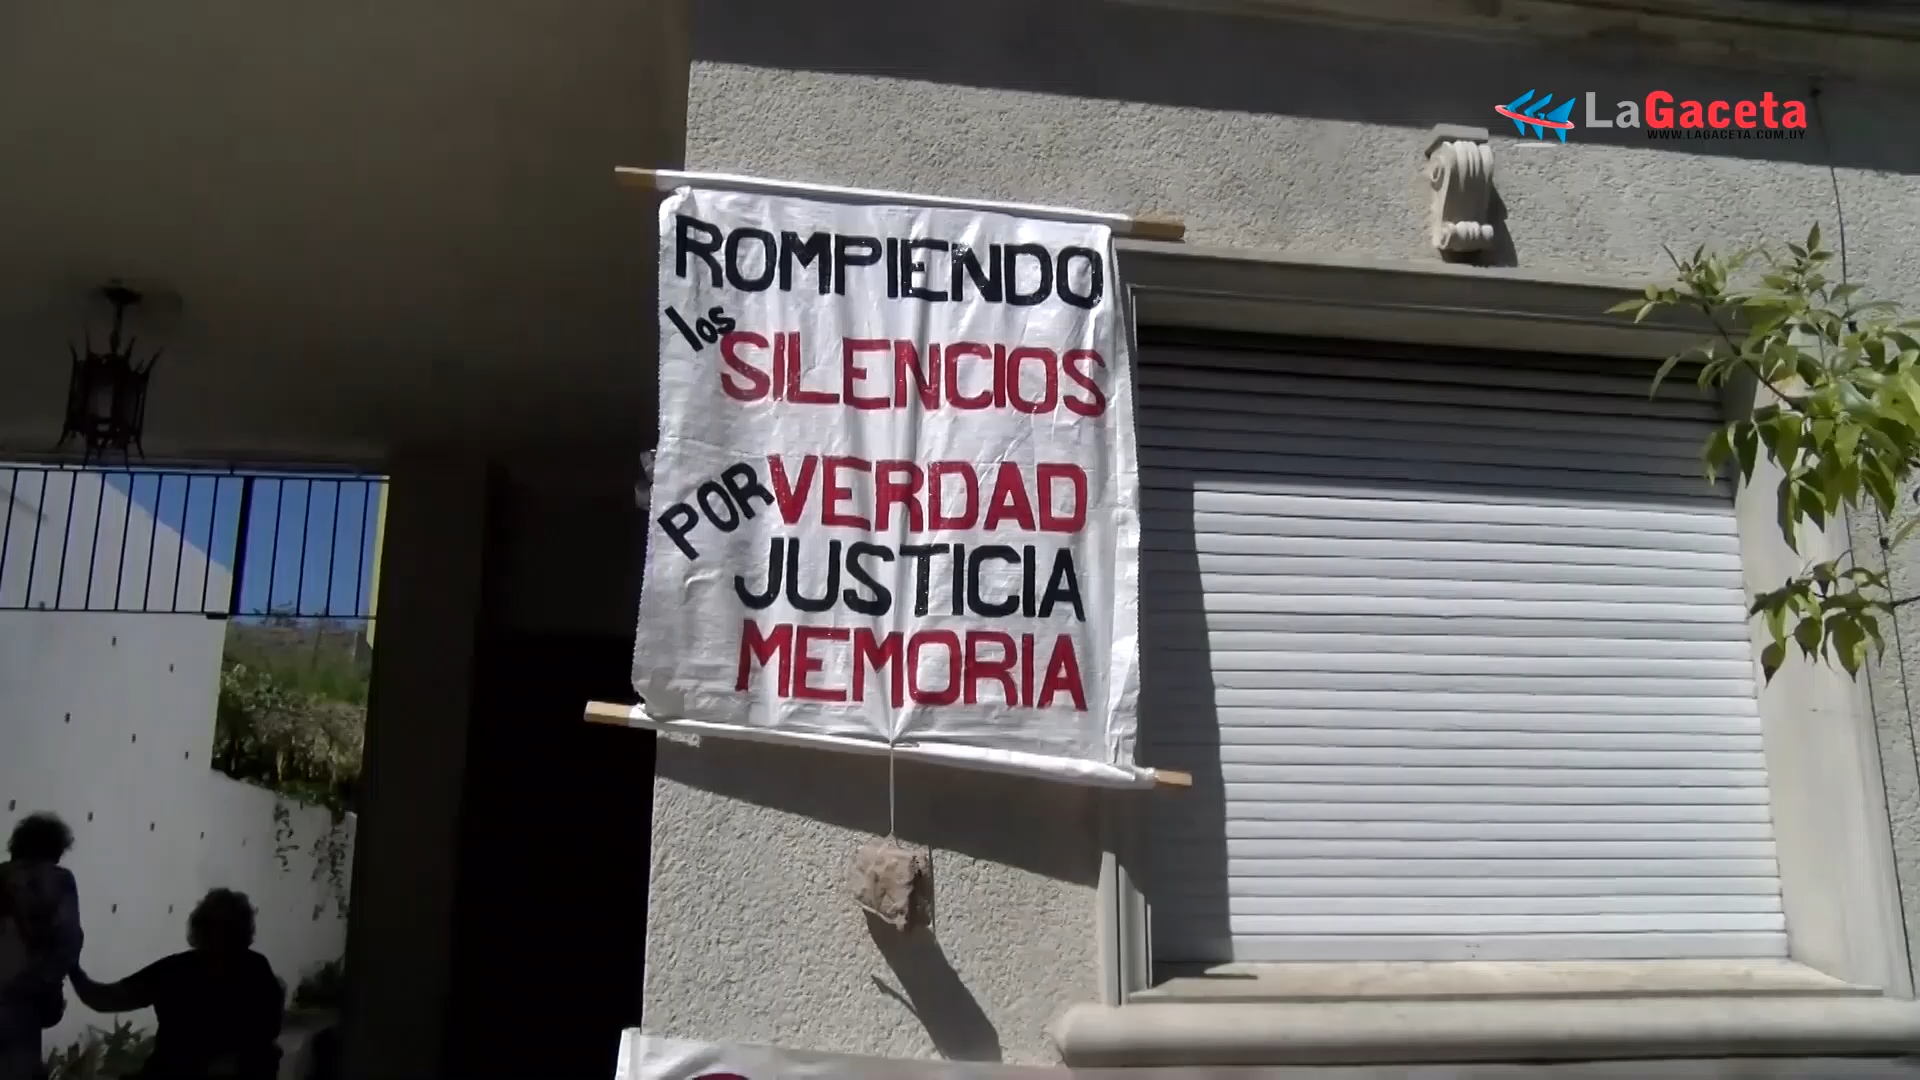 LaGaceta
WWW.LAGACETA.COM.UY
ROMPIENDO
los
SILENCIOS
POR VERDAD
JUSTICIA
MEMORIA